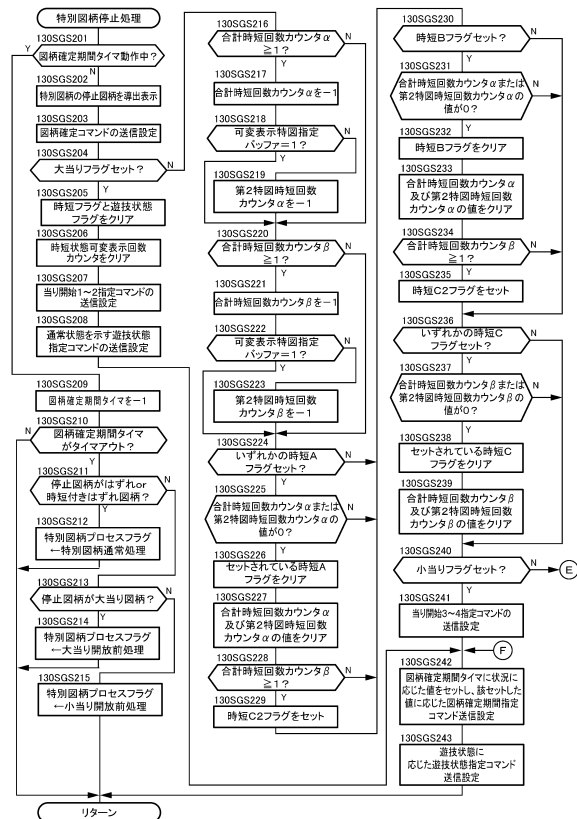 特別図柄停止処理
130SGS201
Y
図柄確定期間タイマ動作中?
N
130SGS202
特別図柄の停止図柄を導出表示
130SGS203
図柄確定コマンドの送信設定
130SGS204
大当りフラグセット?
N
Y
130SGS205
時短フラグと遊技状態
フラグをクリア
130SGS206
時短状態可変表示回数
カウンタをクリア
130SGS207
当り開始1~2指定コマンドの
送信設定
130SGS208
通常状態を示す遊技状態
指定コマンドの送信設定
130SGS209
図柄確定期間タイマを-1
130SGS210
N
図柄確定期間タイマ
がタイマアウト?
Y
130SGS211
停止図柄がはずれor
時短付きはずれ図柄?
N
Y
130SGS212
特別図柄プロセスフラグ
←特別図柄通常処理
130SGS213
停止図柄が大当り図柄?
N
Y
130SGS214
特別図柄プロセスフラグ
←大当り開放前処理
130SGS215
特別図柄プロセスフラグ
←小当り開放前処理
リターン
130SGS216
合計時短回数カウンタα
≧1?
N
Y
130SGS217
合計時短回数カウンタαを-1
130SGS218
可変表示特図指定
バッファ=1?
N
Y
130SGS219
第2特図時短回数
カウンタαを-1
130SGS220
合計時短回数カウンタβ
≧1?
N
Y
130SGS221
合計時短回数カウンタβを-1
130SGS222
可変表示特図指定
バッファ=1?
N
Y
130SGS223
第2特図時短回数
カウンタβを-1
130SGS224
いずれかの時短A
フラグセット?
N
Y
130SGS225
合計時短回数カウンタαまたは
第2特図時短回数カウンタαの
値が0?
N
Y
130SGS226
セットされている時短A
フラグをクリア
130SGS227
合計時短回数カウンタα
及び第2特図時短回数
カウンタαの値をクリア
130SGS228
合計時短回数カウンタβ
≧1?
N
Y
130SGS229
時短C2フラグをセット
130SGS230
時短Bフラグセット?
N
Y
130SGS231
合計時短回数カウンタαまたは
第2特図時短回数カウンタαの
値が0?
N
Y
130SGS232
時短Bフラグをクリア
130SGS233
合計時短回数カウンタα
及び第2特図時短回数
カウンタαの値をクリア
130SGS234
合計時短回数カウンタβ
≧1?
N
Y
130SGS235
時短C2フラグをセット
130SGS236
いずれかの時短C
フラグセット?
N
Y
130SGS237
合計時短回数カウンタβまたは
第2特図時短回数カウンタβの
値が0?
N
Y
130SGS238
セットされている時短C
フラグをクリア
130SGS239
合計時短回数カウンタβ
及び第2特図時短回数
カウンタβの値をクリア
130SGS240
小当りフラグセット?
N
E
Y
130SGS241
当り開始3~4指定コマンドの
送信設定
F
130SGS242
図柄確定期間タイマに状況に
応じた値をセットし、該セットした
値に応じた図柄確定期間指定
コマンド送信設定
130SGS243
遊技状態に
応じた遊技状態指定コマンド
送信設定